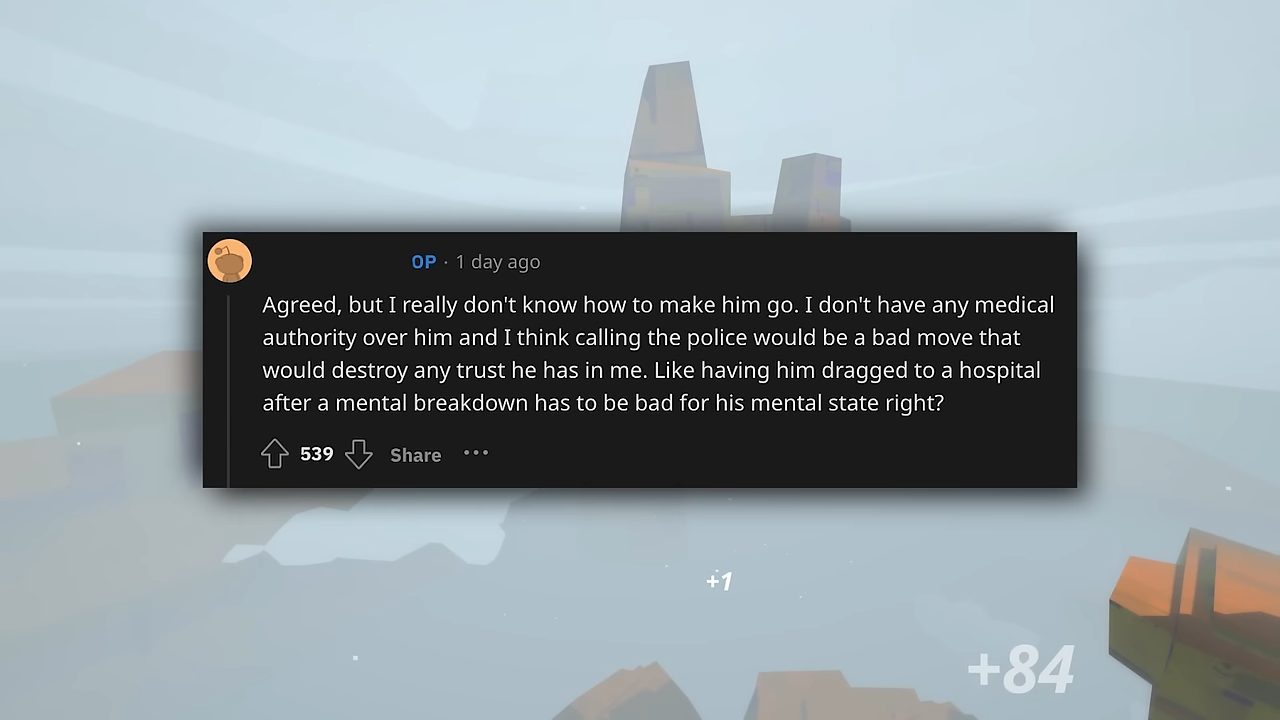 OP · 1 day ago
Agreed, but I really don't know how to make him go. I don't have any medical
authority over him and I think calling the police would be a bad move that
would destroy any trust he has in me. Like having him dragged to a hospital
after a mental breakdown has to be bad for his mental state right?
539 Share ···
+1
+84